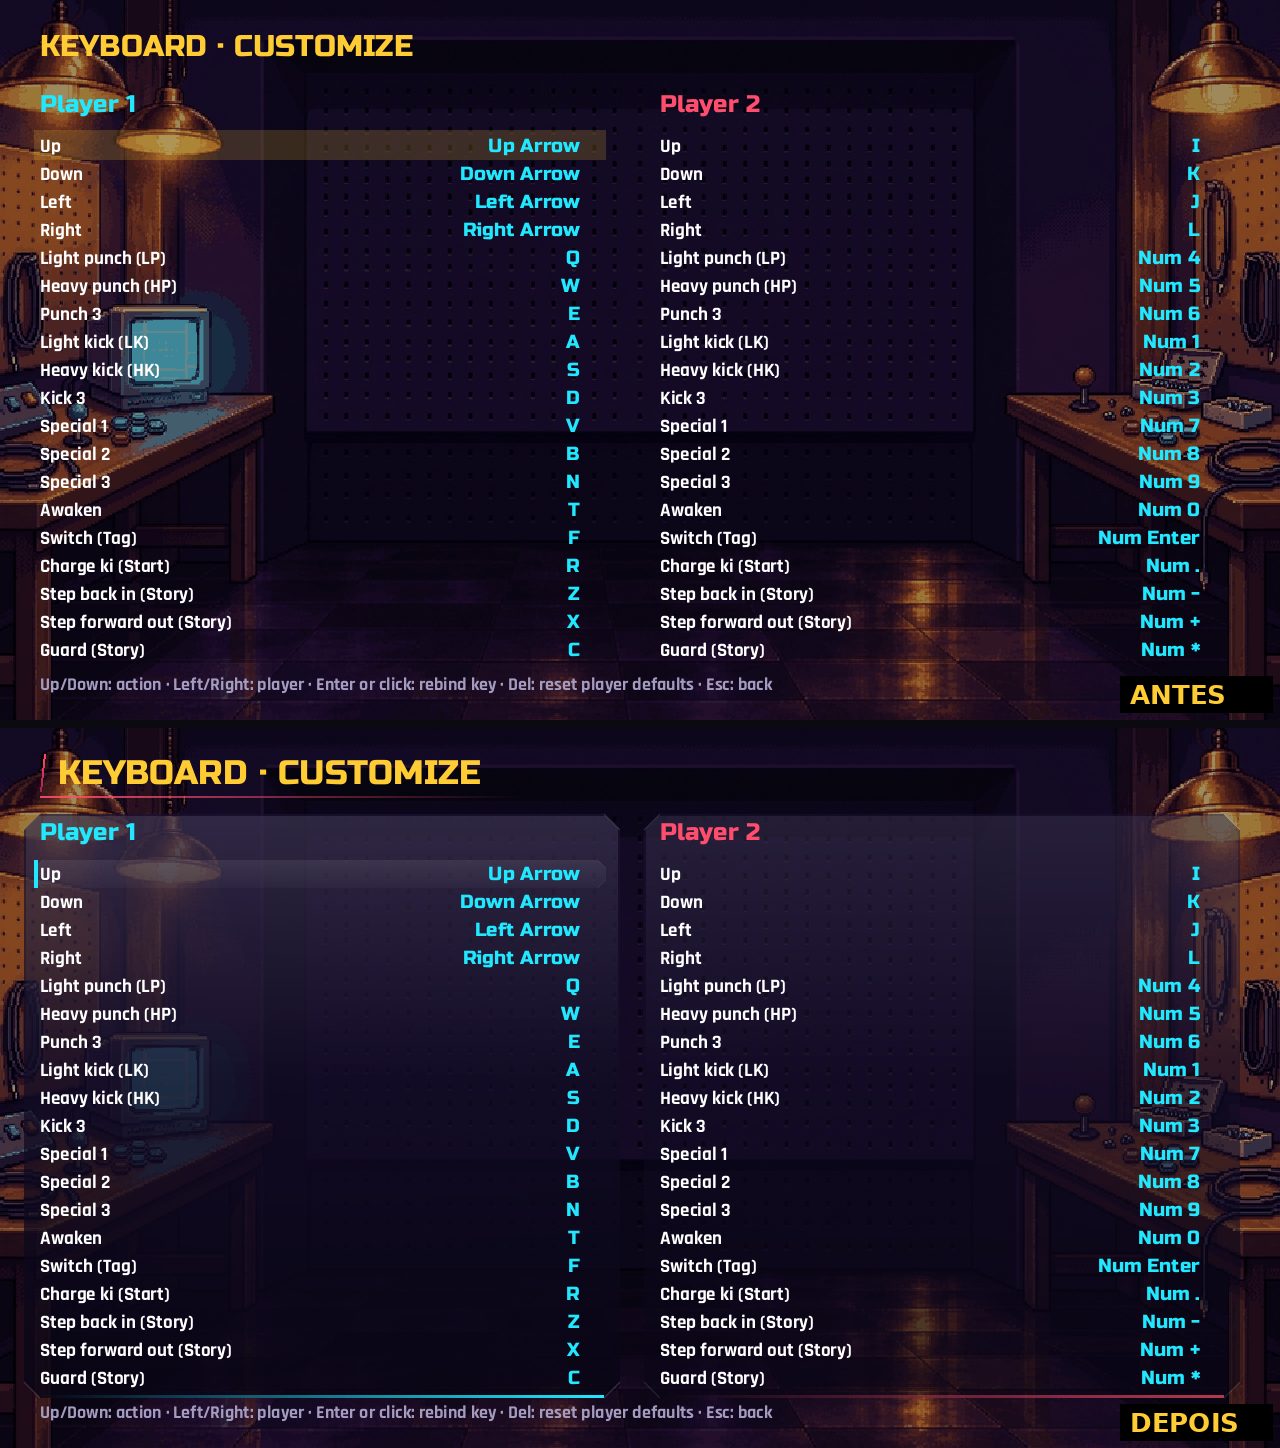 KEYBOARD · CUSTOMIZE
Player 1 Player 2
Up Up Arrow Up I
Down Down Arrow Down K
Left Left Arrow Left J
Right Right Arrow Right L
Light punch (LP) Q Light punch (LP) Num 4
Heavy punch (HP) W Heavy punch (HP) Num 5
Punch 3 E Punch 3 Num 6
Light kick (LK) A Light kick (LK) Num 1
Heavy kick (HK) S Heavy kick (HK) Num 2
Kick 3 D Kick 3 Num 3
Special 1 V Special 1 Num 7
Special 2 B Special 2 Num 8
Special 3 N Special 3 Num 9
Awaken T Awaken Num 0
Switch (Tag) F Switch (Tag) Num Enter
Charge ki (Start) R Charge ki (Start) Num .
Step back in (Story) Z Step back in (Story) Num -
Step forward out (Story) X Step forward out (Story) Num +
Guard (Story) C Guard (Story) Num *
Up/Down: action · Left/Right: player · Enter or click: rebind key · Del: reset player defaults · Esc: back
ANTES
KEYBOARD · CUSTOMIZE
Player 1 Player 2
Up Up Arrow Up I
Down Down Arrow Down K
Left Left Arrow Left J
Right Right Arrow Right L
Light punch (LP) Q Light punch (LP) Num 4
Heavy punch (HP) W Heavy punch (HP) Num 5
Punch 3 E Punch 3 Num 6
Light kick (LK) A Light kick (LK) Num 1
Heavy kick (HK) S Heavy kick (HK) Num 2
Kick 3 D Kick 3 Num 3
Special 1 V Special 1 Num 7
Special 2 B Special 2 Num 8
Special 3 N Special 3 Num 9
Awaken T Awaken Num 0
Switch (Tag) F Switch (Tag) Num Enter
Charge ki (Start) R Charge ki (Start) Num .
Step back in (Story) Z Step back in (Story) Num -
Step forward out (Story) X Step forward out (Story) Num +
Guard (Story) C Guard (Story) Num *
Up/Down: action · Left/Right: player · Enter or click: rebind key · Del: reset player defaults · Esc: back
DEPOIS